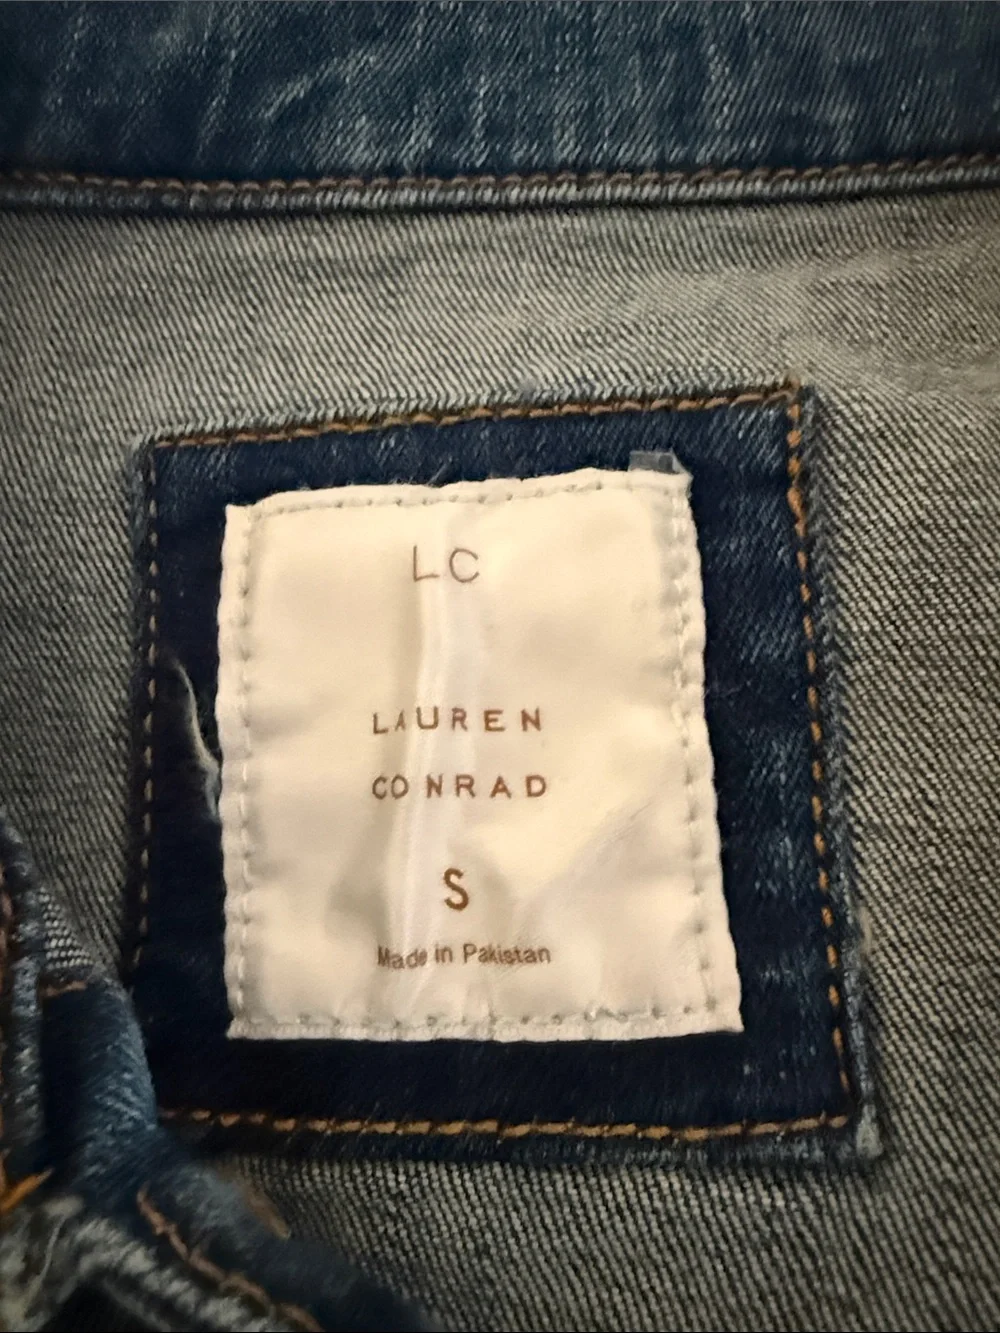 LC
LAUREN
CONRAD
S
Made in Pakistan